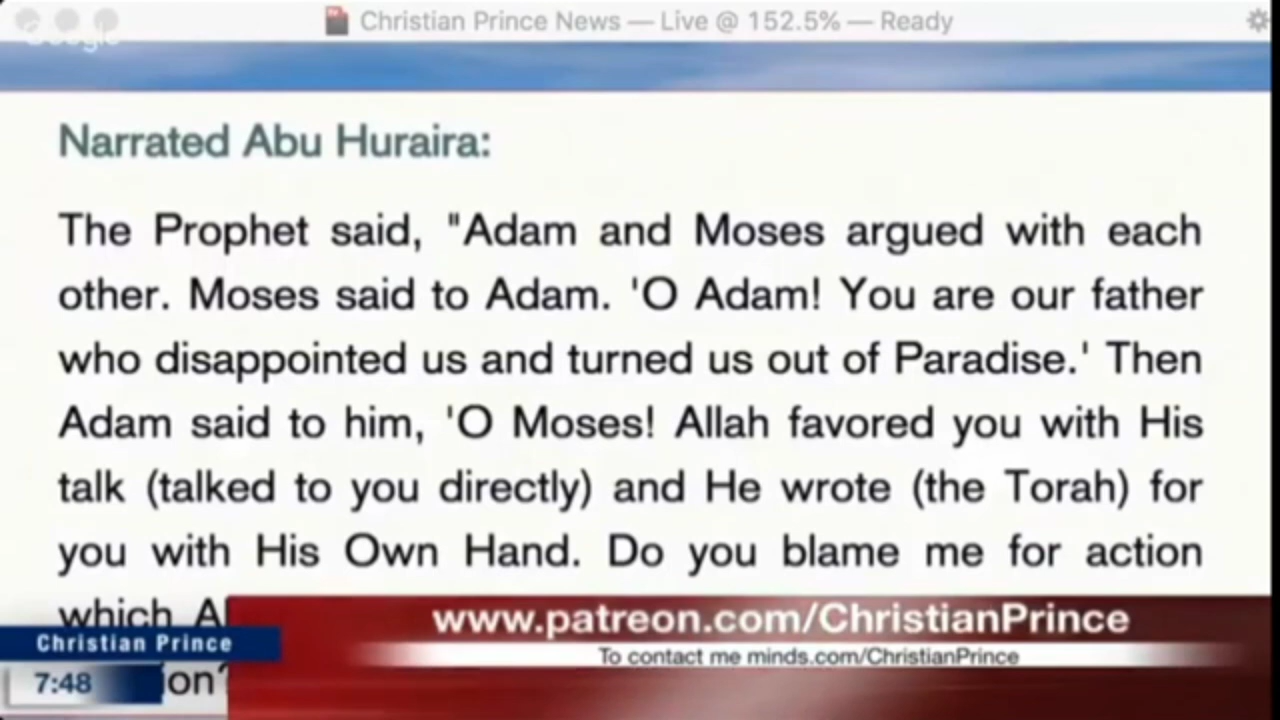 Christian Prince News — Live @ 152.5% — Ready
Google
Narrated Abu Huraira:
The Prophet said, "Adam and Moses argued with each
other. Moses said to Adam. 'O Adam! You are our father
who disappointed us and turned us out of Paradise.' Then
Adam said to him, 'O Moses! Allah favored you with His
talk (talked to you directly) and He wrote (the Torah) for
you with His Own Hand. Do you blame me for action
which
www.patreon.com/ChristianPrince
Christian Prince
To contact me minds.com/ChristianPrince
7:48